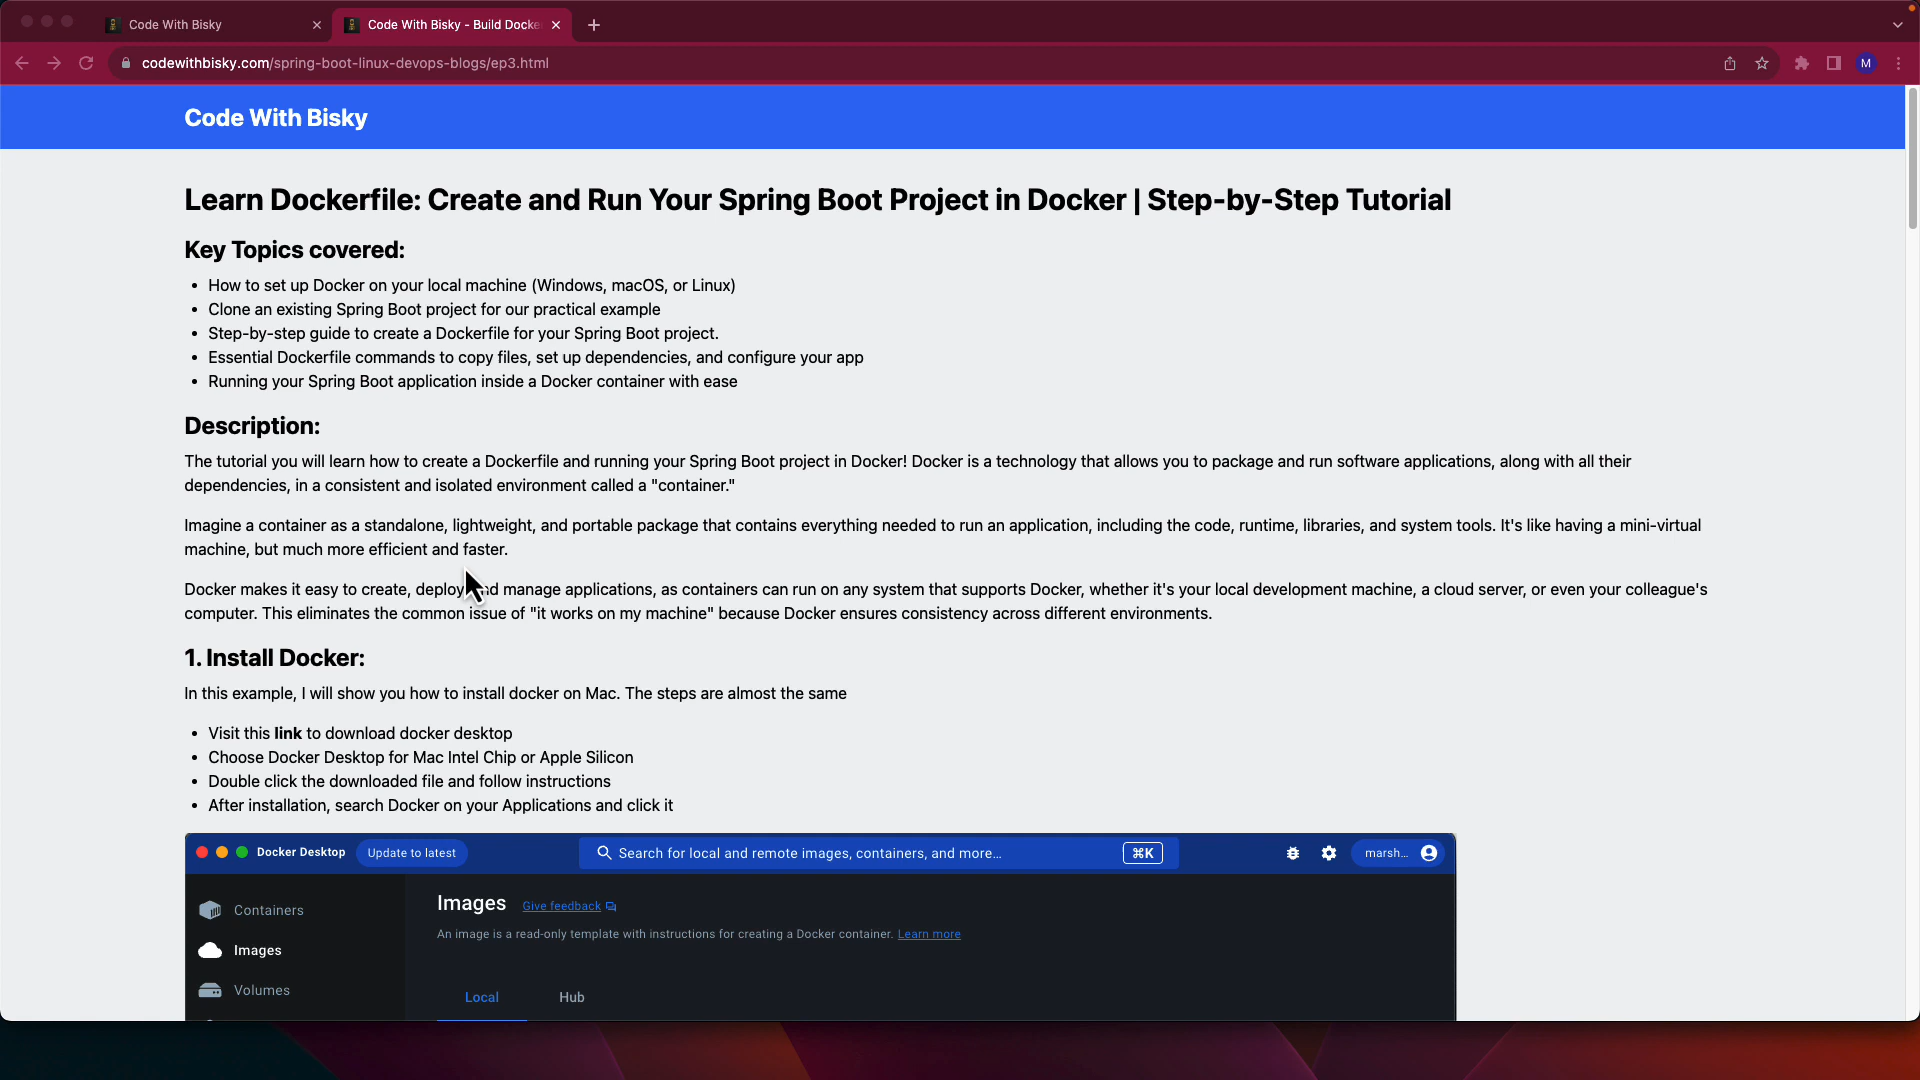 Code With Bisky
Code With Bisky - Build Docke
codewithbisky.com/spring-boot-linux-devops-blogs/ep3.html
M
Code With Bisky
Learn Dockerfile: Create and Run Your Spring Boot Project in Docker | Step-by-Step Tutorial
Key Topics covered:
• How to set up Docker on your local machine (Windows, macOS, or Linux)
• Clone an existing Spring Boot project for our practical example
• Step-by-step guide to create a Dockerfile for your Spring Boot project.
• Essential Dockerfile commands to copy files, set up dependencies, and configure your app
• Running your Spring Boot application inside a Docker container with ease
Description:
The tutorial you will learn how to create a Dockerfile and running your Spring Boot project in Docker! Docker is a technology that allows you to package and run software applications, along with all their
dependencies, in a consistent and isolated environment called a "container."
Imagine a container as a standalone, lightweight, and portable package that contains everything needed to run an application, including the code, runtime, libraries, and system tools. It's like having a mini-virtual
machine, but much more efficient and faster.
Docker makes it easy to create, deploy and manage applications, as containers can run on any system that supports Docker, whether it's your local development machine, a cloud server, or even your colleague's
computer. This eliminates the common issue of "it works on my machine" because Docker ensures consistency across different environments.
1. Install Docker:
In this example, I will show you how to install docker on Mac. The steps are almost the same
• Visit this link to download docker desktop
• Choose Docker Desktop for Mac Intel Chip or Apple Silicon
• Double click the downloaded file and follow instructions
• After installation, search Docker on your Applications and click it
Docker Desktop
Update to latest
Search for local and remote images, containers, and more...
⌘K
marsh...
Containers
Images
Volumes
Images
Give feedback
An image is a read-only template with instructions for creating a Docker container. Learn more
Local
Hub